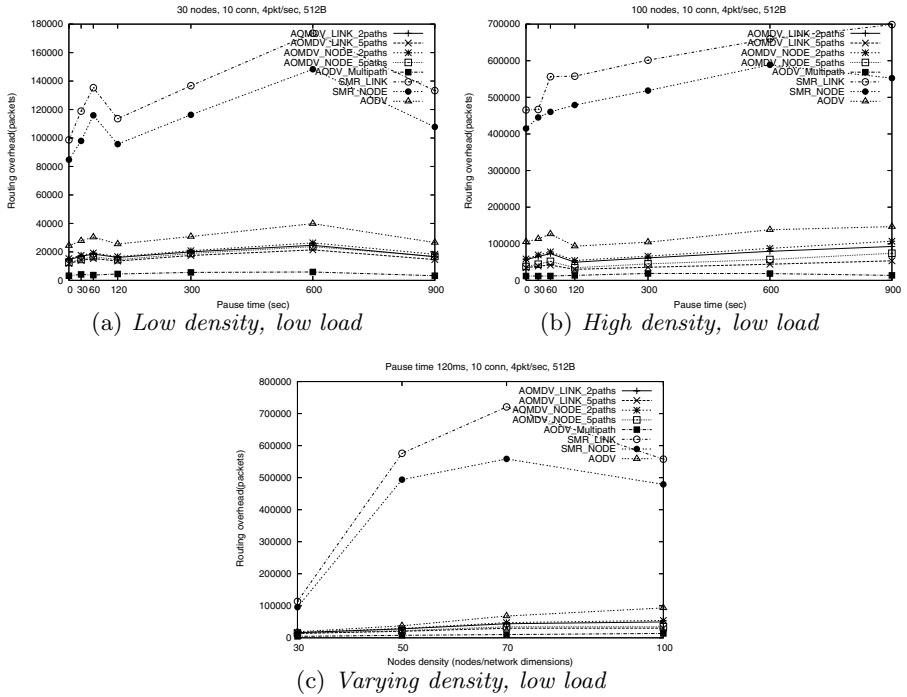 30 nodes, 10 conn, 4pkt/sec, 512B
180000
160000
140000
120000
100000
80000
60000
40000
20000
0
Routing overhead(packets)
AOMDV_LINK_2paths
AOMDV_LINK_5paths
AOMDV_NODE_2paths
AOMDV_NODE_5paths
AODV_Multipath
SMR_LINK
SMR_NODE
AODV
0 30 60 120 300 600 900
Pause time (sec)
(a) Low density, low load
100 nodes, 10 conn, 4pkt/sec, 512B
700000
600000
500000
400000
300000
200000
100000
0
Routing overhead(packets)
AOMDV_LINK_2paths
AOMDV_LINK_5paths
AOMDV_NODE_2paths
AOMDV_NODE_5paths
AODV_Multipath
SMR_LINK
SMR_NODE
AODV
0 30 60 120 300 600 900
Pause time (sec)
(b) High density, low load
Pause time 120ms, 10 conn, 4pkt/sec, 512B
800000
700000
600000
500000
400000
300000
200000
100000
0
Routing overhead(packets)
AOMDV_LINK_2paths
AOMDV_LINK_5paths
AOMDV_NODE_2paths
AOMDV_NODE_5paths
AODV_Multipath
SMR_LINK
SMR_NODE
AODV
30 50 70 100
Nodes density (nodes/network dimensions)
(c) Varying density, low load